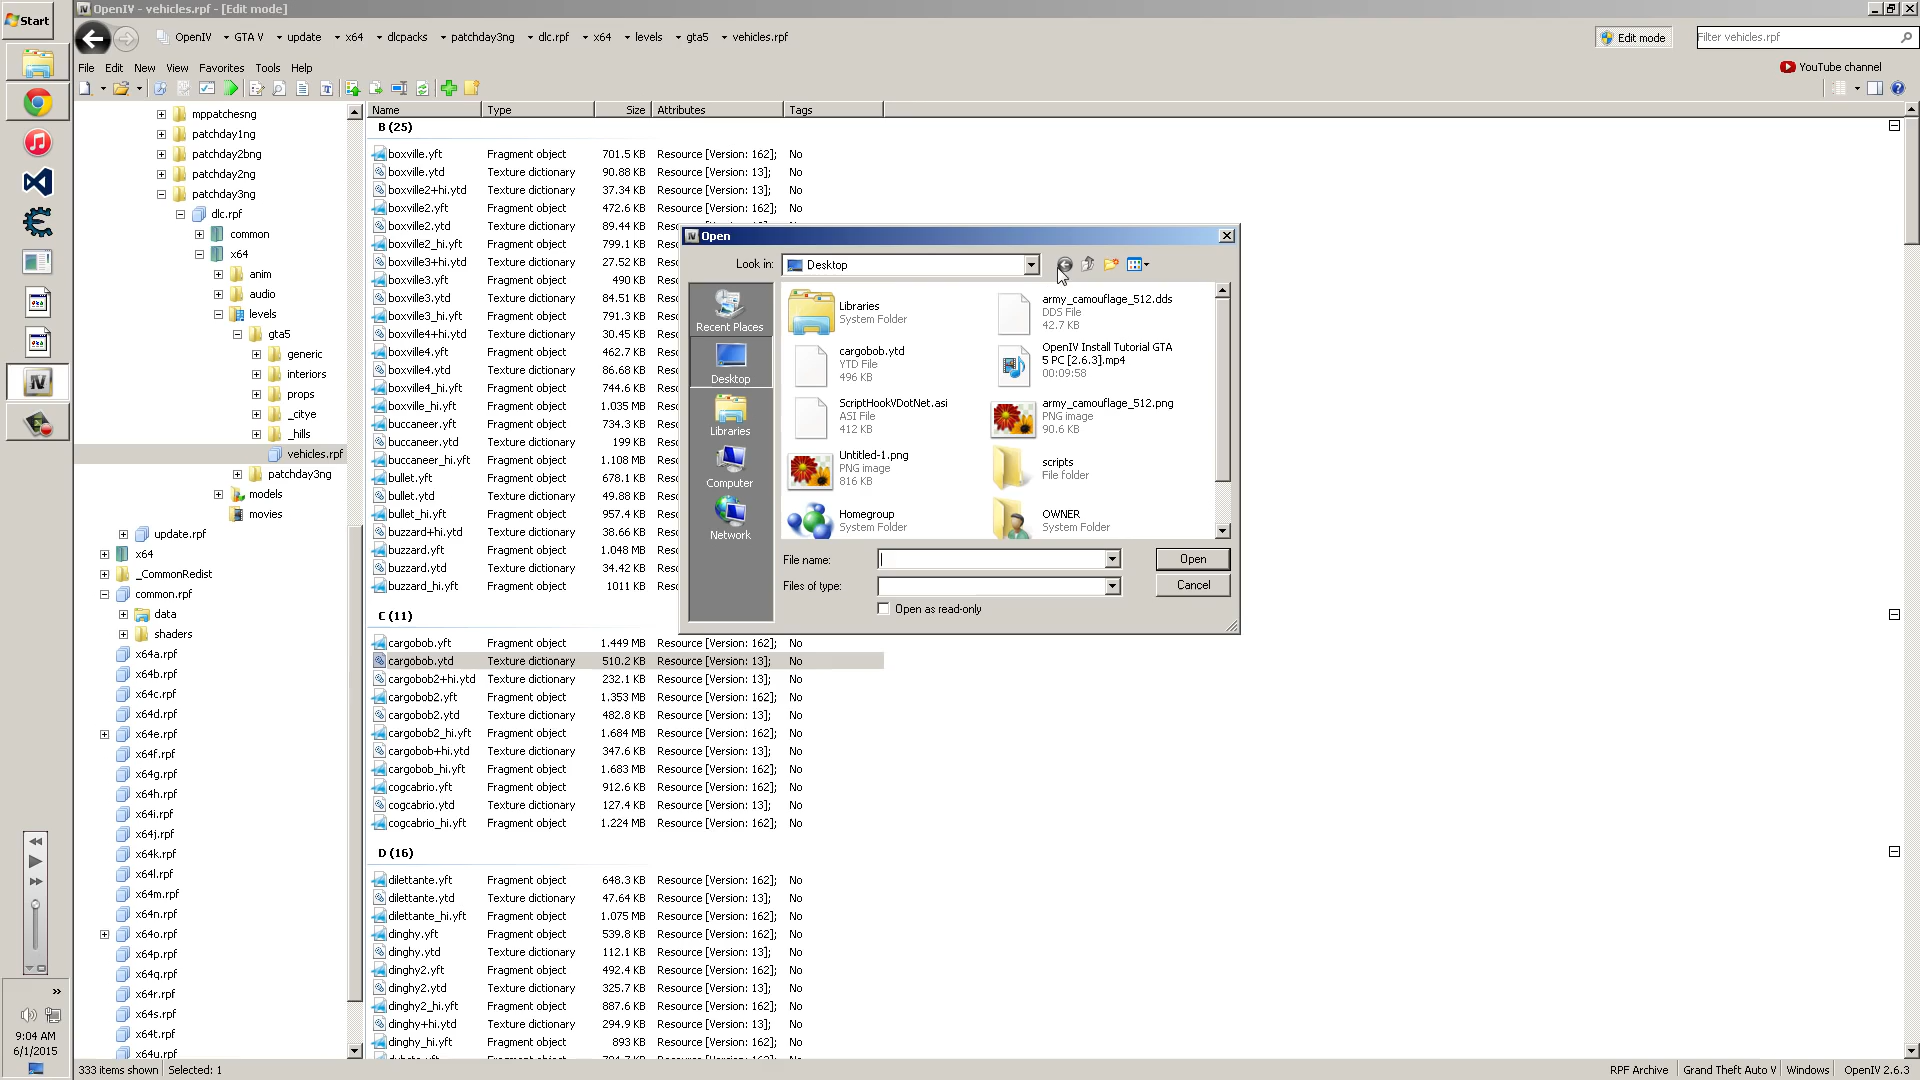 Start
OpenIV - vehicles.rpf - [Edit mode]
OpenIV GTA V update x64 dlcpacks patchday3ng dlc.rpf x64 levels gta5 vehicles.rpf
Edit mode
Filter vehicles.rpf
File Edit New View Favorites Tools Help
YouTube channel
mppatchesng
patchday1ng
patchday2bng
patchday2ng
patchday3ng
dlc.rpf
common
x64
anim
audio
levels
gta5
generic
interiors
props
_citye
_hills
vehicles.rpf
patchday3ng
models
movies
update.rpf
x64
_CommonRedist
common.rpf
data
shaders
x64a.rpf
x64b.rpf
x64c.rpf
x64d.rpf
x64e.rpf
x64f.rpf
x64g.rpf
x64h.rpf
x64i.rpf
x64j.rpf
x64k.rpf
x64l.rpf
x64m.rpf
x64n.rpf
x64o.rpf
x64p.rpf
x64q.rpf
x64r.rpf
x64s.rpf
x64t.rpf
x64u.rpf
Name Type Size Attributes Tags
B (25)
boxville.yft Fragment object 701.5 KB Resource [Version: 162]; No
boxville.ytd Texture dictionary 90.88 KB Resource [Version: 13]; No
boxville2+hi.ytd Texture dictionary 37.34 KB Resource [Version: 13]; No
boxville2.yft Fragment object 472.6 KB Resource [Version: 162]; No
boxville2.ytd Texture dictionary 89.44 KB
boxville2_hi.yft Fragment object 799.1 KB
boxville3+hi.ytd Texture dictionary 27.52 KB
boxville3.yft Fragment object 490 KB
boxville3.ytd Texture dictionary 84.51 KB
boxville3_hi.yft Fragment object 791.3 KB
boxville4+hi.ytd Texture dictionary 30.45 KB
boxville4.yft Fragment object 462.7 KB
boxville4.ytd Texture dictionary 86.68 KB
boxville4_hi.yft Fragment object 744.6 KB
boxville_hi.yft Fragment object 1.035 MB
buccaneer.yft Fragment object 734.3 KB
buccaneer.ytd Texture dictionary 199 KB
buccaneer_hi.yft Fragment object 1.108 MB
bullet.yft Fragment object 678.1 KB
bullet.ytd Texture dictionary 49.88 KB
bullet_hi.yft Fragment object 957.4 KB
buzzard+hi.ytd Texture dictionary 38.66 KB
buzzard.yft Fragment object 1.048 MB
buzzard.ytd Texture dictionary 34.42 KB
buzzard_hi.yft Fragment object 1011 KB
C (11)
cargobob.yft Fragment object 1.449 MB Resource [Version: 162]; No
cargobob.ytd Texture dictionary 510.2 KB Resource [Version: 13]; No
cargobob2+hi.ytd Texture dictionary 232.1 KB Resource [Version: 13]; No
cargobob2.yft Fragment object 1.353 MB Resource [Version: 162]; No
cargobob2.ytd Texture dictionary 482.8 KB Resource [Version: 13]; No
cargobob2_hi.yft Fragment object 1.684 MB Resource [Version: 162]; No
cargobob+hi.ytd Texture dictionary 347.6 KB Resource [Version: 13]; No
cargobob_hi.yft Fragment object 1.683 MB Resource [Version: 162]; No
cogcabrio.yft Fragment object 912.6 KB Resource [Version: 162]; No
cogcabrio.ytd Texture dictionary 127.4 KB Resource [Version: 13]; No
cogcabrio_hi.yft Fragment object 1.224 MB Resource [Version: 162]; No
D (16)
dilettante.yft Fragment object 648.3 KB Resource [Version: 162]; No
dilettante.ytd Texture dictionary 47.64 KB Resource [Version: 13]; No
dilettante_hi.yft Fragment object 1.075 MB Resource [Version: 162]; No
dinghy.yft Fragment object 539.8 KB Resource [Version: 162]; No
dinghy.ytd Texture dictionary 112.1 KB Resource [Version: 13]; No
dinghy2.yft Fragment object 492.4 KB Resource [Version: 162]; No
dinghy2.ytd Texture dictionary 325.7 KB Resource [Version: 13]; No
dinghy2_hi.yft Fragment object 887.6 KB Resource [Version: 162]; No
dinghy+hi.ytd Texture dictionary 294.9 KB Resource [Version: 13]; No
dinghy_hi.yft Fragment object 893 KB Resource [Version: 162]; No
Open
Look in: Desktop
Recent Places
Desktop
Libraries
Computer
Network
Libraries
System Folder
army_camouflage_512.dds
DDS File
42.7 KB
cargobob.ytd
YTD File
496 KB
OpenIV Install Tutorial GTA
5 PC [2.6.3].mp4
00:09:58
ScriptHookVDotNet.asi
ASI File
412 KB
army_camouflage_512.png
PNG image
90.6 KB
Untitled-1.png
PNG image
816 KB
scripts
File folder
Homegroup
System Folder
OWNER
System Folder
File name:
Open
Files of type:
Cancel
Open as read-only
9:04 AM
6/1/2015
333 items shown Selected: 1
RPF Archive Grand Theft Auto V Windows OpenIV 2.6.3